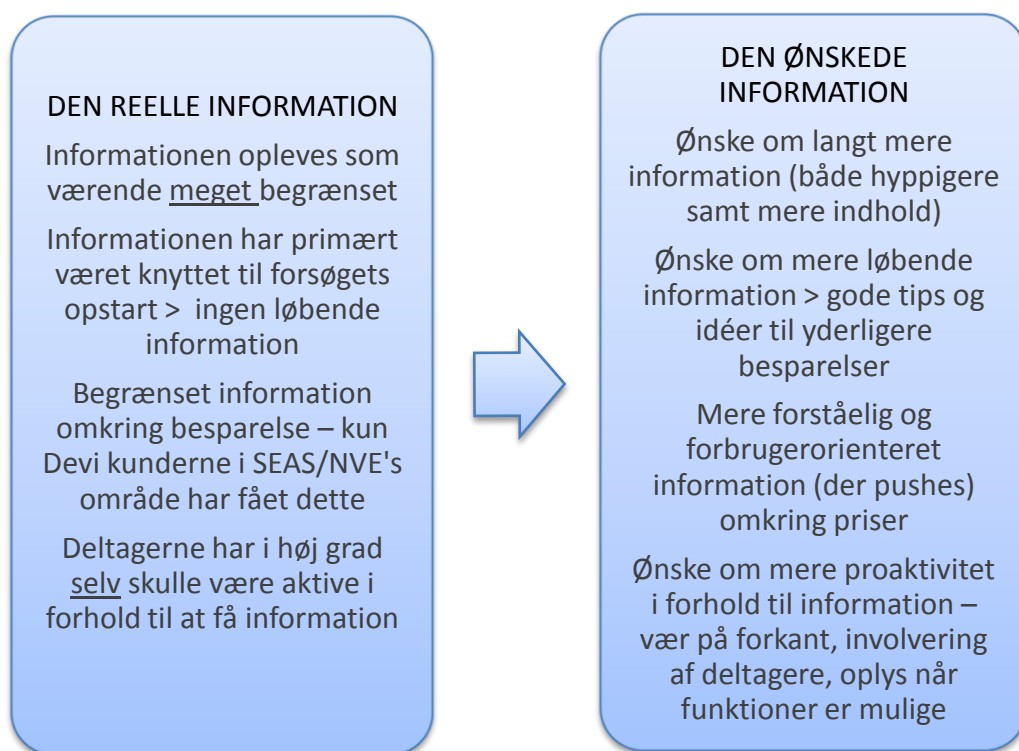 DEN REELLE INFORMATION
Informationen opleves som
værende meget begrænset
Informationen har primært
været knyttet til forsøgets
opstart > ingen løbende
information
Begrænset information
omkring besparelse – kun
Devi kunderne i SEAS/NVE's
område har fået dette
Deltagerne har i høj grad
selv skulle være aktive i
forhold til at få information
DEN ØNSKEDE
INFORMATION
Ønske om langt mere
information (både hyppigere
samt mere indhold)
Ønske om mere løbende
information > gode tips og
idéer til yderligere
besparelser
Mere forståelig og
forbrugerorienteret
information (der pushes)
omkring priser
Ønske om mere proaktivitet
i forhold til information –
vær på forkant, involvering
af deltagere, oplys når
funktioner er mulige